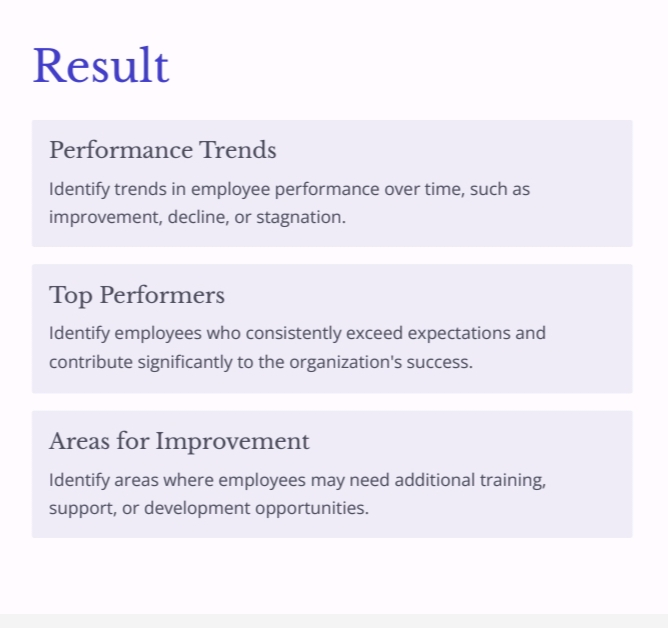 Result
Performance Trends
Identify trends in employee performance over time, such as
improvement, decline, or stagnation.
Top Performers
Identify employees who consistently exceed expectations and
contribute significantly to the organization's success.
Areas for Improvement
Identify areas where employees may need additional training,
support, or development opportunities.